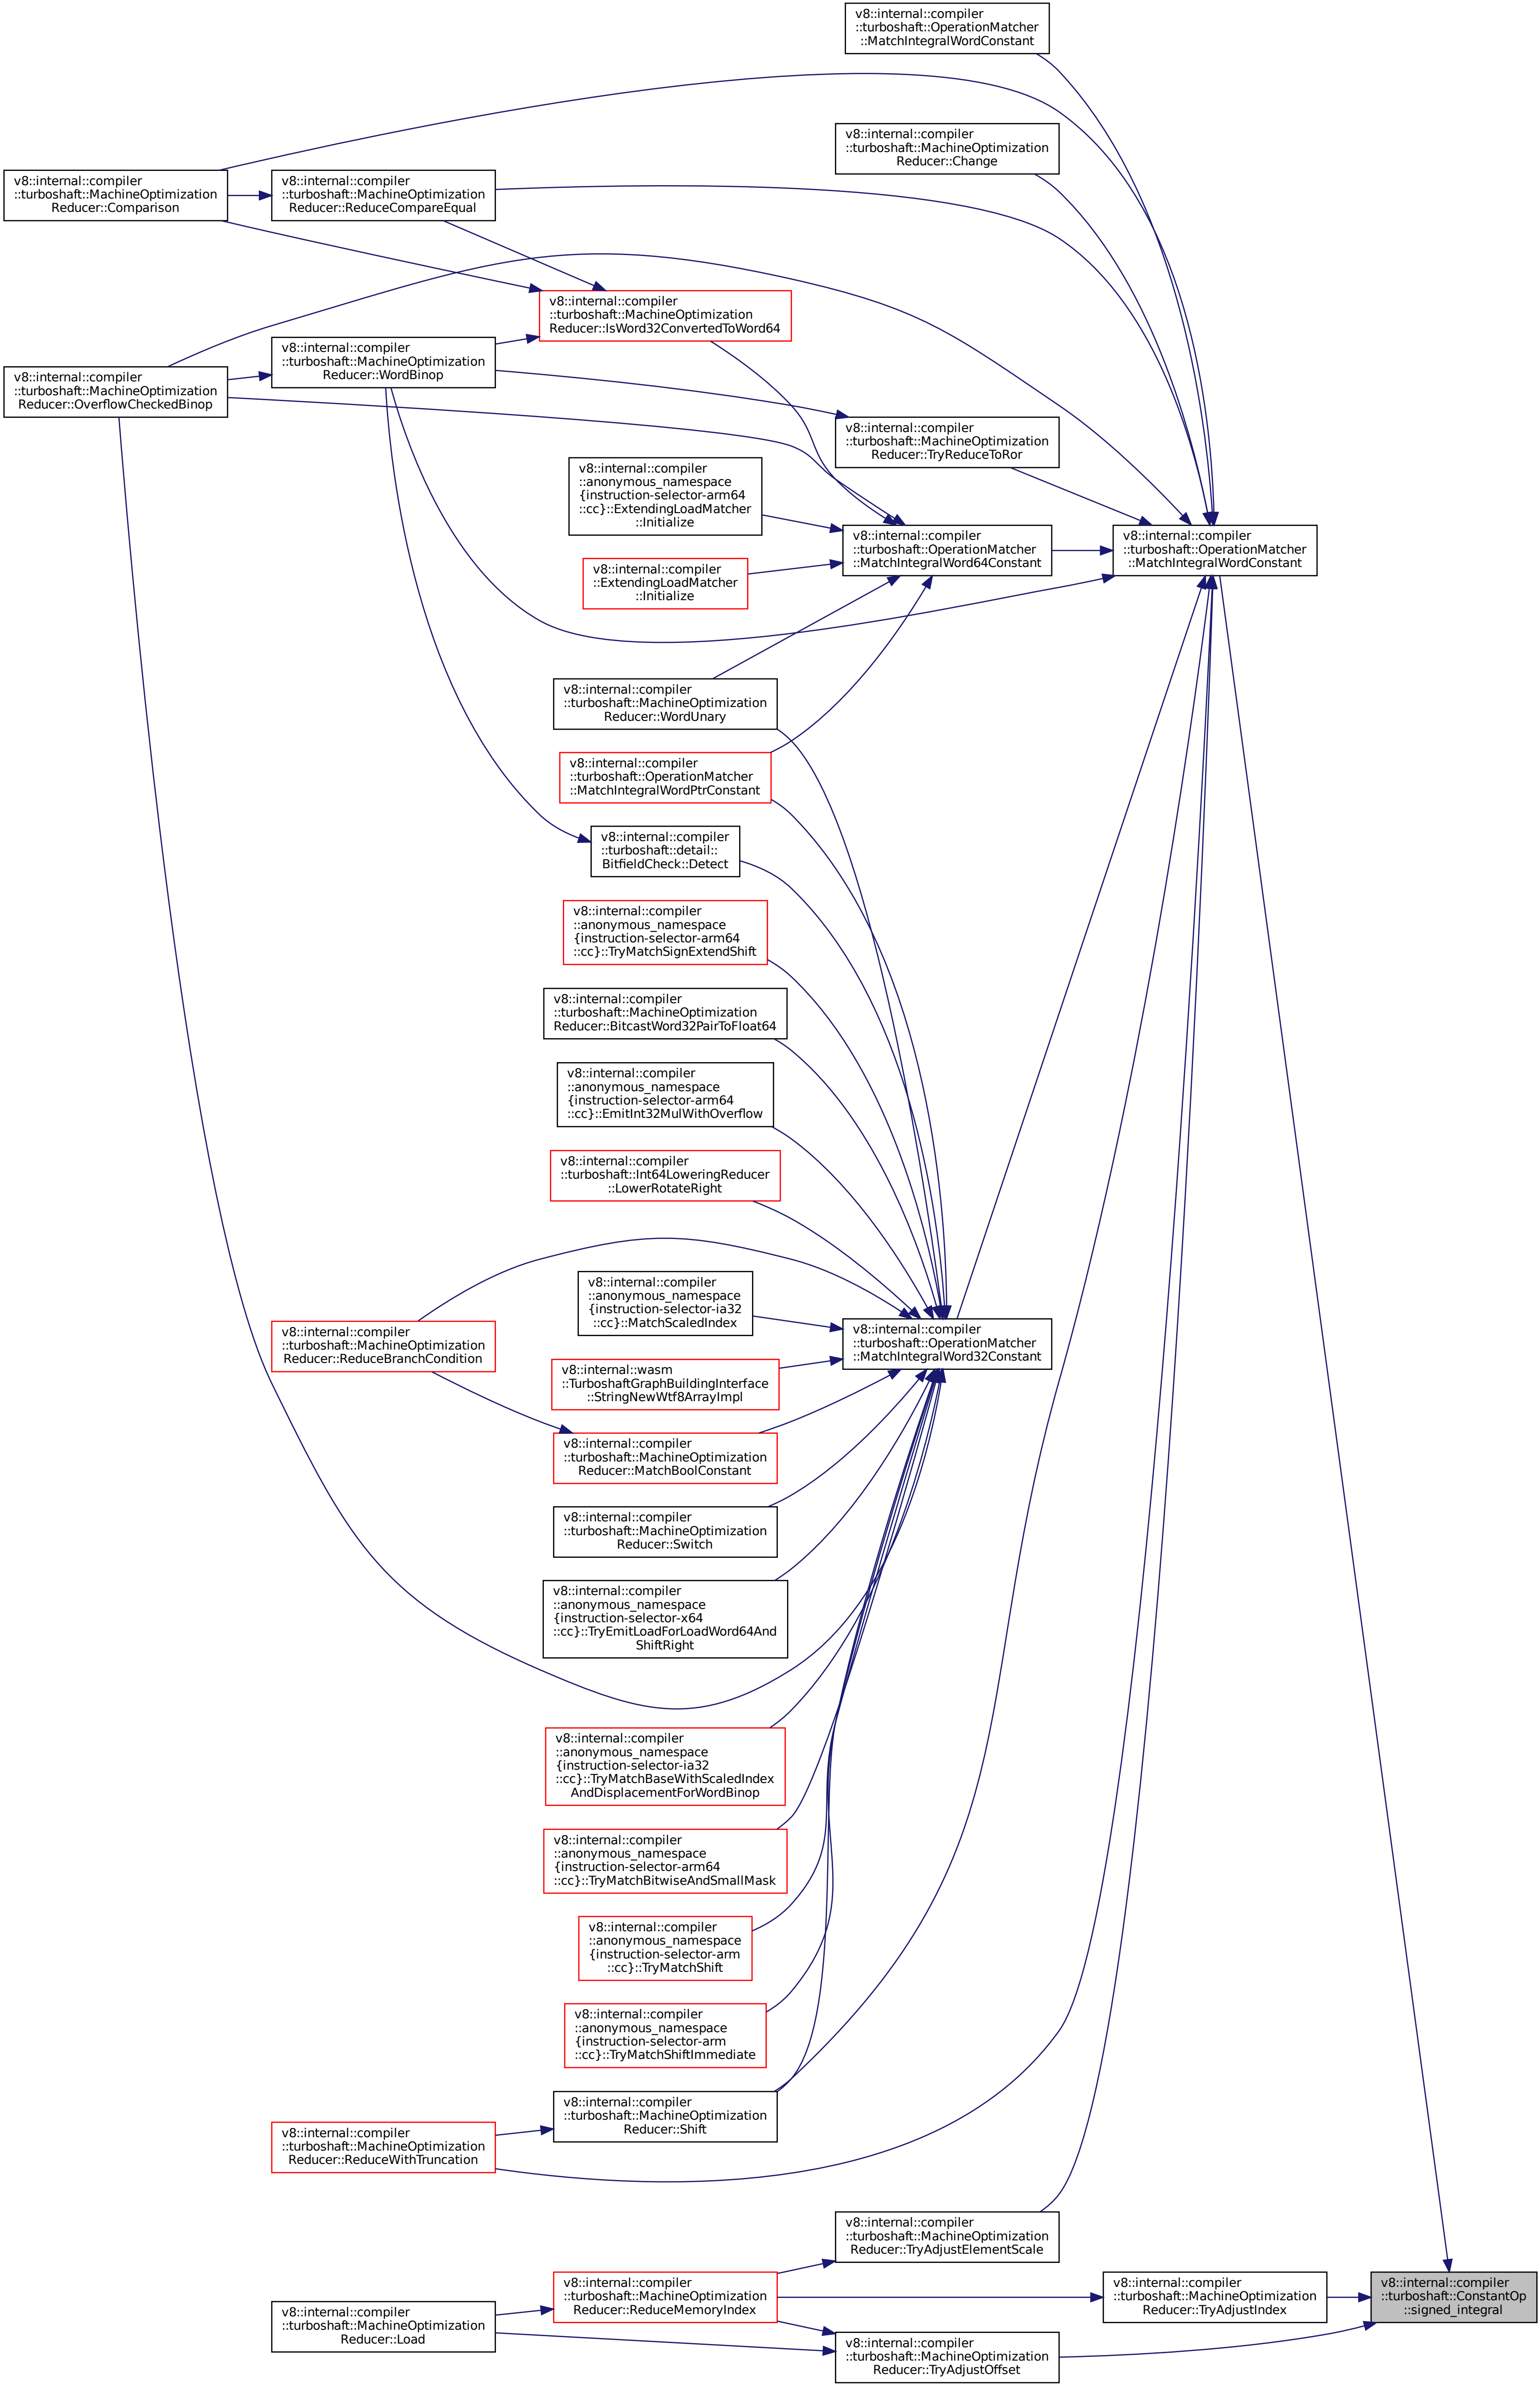 v8::internal::compiler
::turboshaft::OperationMatcher
::MatchIntegralWordConstant
v8::internal::compiler
::turboshaft::MachineOptimization
Reducer::Change
v8::internal::compiler
::turboshaft::MachineOptimization
Reducer::Comparison
v8::internal::compiler
::turboshaft::MachineOptimization
Reducer::ReduceCompareEqual
v8::internal::compiler
::turboshaft::MachineOptimization
Reducer::IsWord32ConvertedToWord64
v8::internal::compiler
::turboshaft::MachineOptimization
Reducer::WordBinop
v8::internal::compiler
::turboshaft::MachineOptimization
Reducer::OverflowCheckedBinop
v8::internal::compiler
::turboshaft::MachineOptimization
Reducer::TryReduceToRor
v8::internal::compiler
::anonymous_namespace
{instruction-selector-arm64
::cc}::ExtendingLoadMatcher
::Initialize
v8::internal::compiler
::turboshaft::OperationMatcher
::MatchIntegralWord64Constant
v8::internal::compiler
::turboshaft::OperationMatcher
::MatchIntegralWordConstant
v8::internal::compiler
::ExtendingLoadMatcher
::Initialize
v8::internal::compiler
::turboshaft::MachineOptimization
Reducer::WordUnary
v8::internal::compiler
::turboshaft::OperationMatcher
::MatchIntegralWordPtrConstant
v8::internal::compiler
::turboshaft::detail::
BitfieldCheck::Detect
v8::internal::compiler
::anonymous_namespace
{instruction-selector-arm64
::cc}::TryMatchSignExtendShift
v8::internal::compiler
::turboshaft::MachineOptimization
Reducer::BitcastWord32PairToFloat64
v8::internal::compiler
::anonymous_namespace
{instruction-selector-arm64
::cc}::EmitInt32MulWithOverflow
v8::internal::compiler
::turboshaft::Int64LoweringReducer
::LowerRotateRight
v8::internal::compiler
::anonymous_namespace
{instruction-selector-ia32
::cc}::MatchScaledIndex
v8::internal::compiler
::turboshaft::MachineOptimization
Reducer::ReduceBranchCondition
v8::internal::compiler
::turboshaft::OperationMatcher
::MatchIntegralWord32Constant
v8::internal::wasm
::TurboshaftGraphBuildingInterface
::StringNewWtf8ArrayImpl
v8::internal::compiler
::turboshaft::MachineOptimization
Reducer::MatchBoolConstant
v8::internal::compiler
::turboshaft::MachineOptimization
Reducer::Switch
v8::internal::compiler
::anonymous_namespace
{instruction-selector-x64
::cc}::TryEmitLoadForLoadWord64And
ShiftRight
v8::internal::compiler
::anonymous_namespace
{instruction-selector-ia32
::cc}::TryMatchBaseWithScaledIndex
AndDisplacementForWordBinop
v8::internal::compiler
::anonymous_namespace
{instruction-selector-arm64
::cc}::TryMatchBitwiseAndSmallMask
v8::internal::compiler
::anonymous_namespace
{instruction-selector-arm
::cc}::TryMatchShift
v8::internal::compiler
::anonymous_namespace
{instruction-selector-arm
::cc}::TryMatchShiftImmediate
v8::internal::compiler
::turboshaft::MachineOptimization
Reducer::Shift
v8::internal::compiler
::turboshaft::MachineOptimization
Reducer::ReduceWithTruncation
v8::internal::compiler
::turboshaft::MachineOptimization
Reducer::TryAdjustElementScale
v8::internal::compiler
::turboshaft::MachineOptimization
Reducer::ReduceMemoryIndex
v8::internal::compiler
::turboshaft::MachineOptimization
Reducer::TryAdjustIndex
v8::internal::compiler
::turboshaft::ConstantOp
::signed_integral
v8::internal::compiler
::turboshaft::MachineOptimization
Reducer::Load
v8::internal::compiler
::turboshaft::MachineOptimization
Reducer::TryAdjustOffset